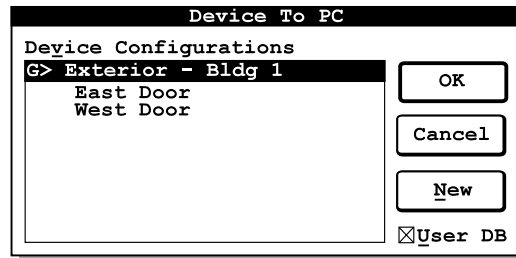 Device To PC
Device Configurations
G> Exterior - Bldg 1
East Door
West Door
OK
Cancel
New
User DB